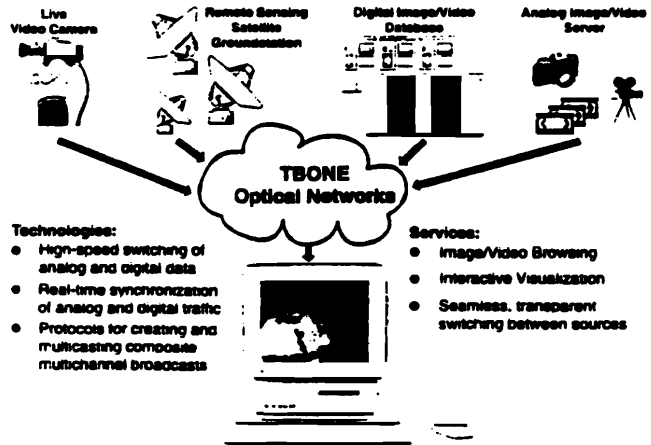 Live
Video Camera
Remote Sensing
Satellite
Groundstation
Digital Image/Video
Database
Analog Image/Video
Server
TBONE
Optical Networks
Technologies:
● High-speed switching of
analog and digital data
● Real-time synchronization
of analog and digital traffic
● Protocols for creating and
multicasting composite
multichannel broadcasts
Services:
● Image/Video Browsing
● Interactive Visualization
● Seamless, transparent
switching between sources